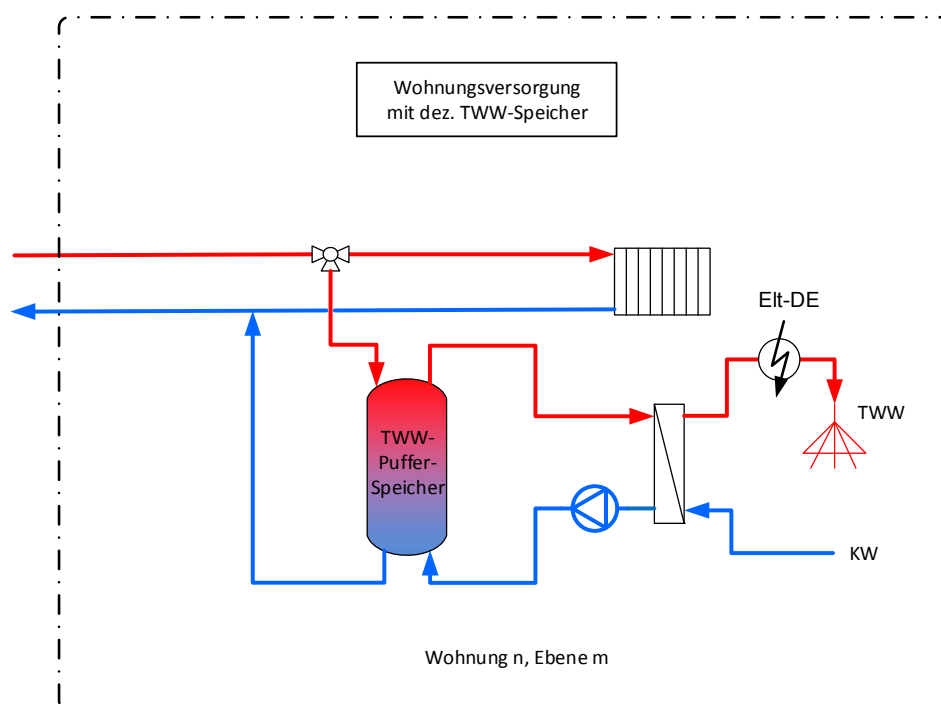 Wohnungsversorgung
mit dez. TWW-Speicher
Elt-DE
TWW
TWW-
Puffer-
Speicher
KW
Wohnung n, Ebene m